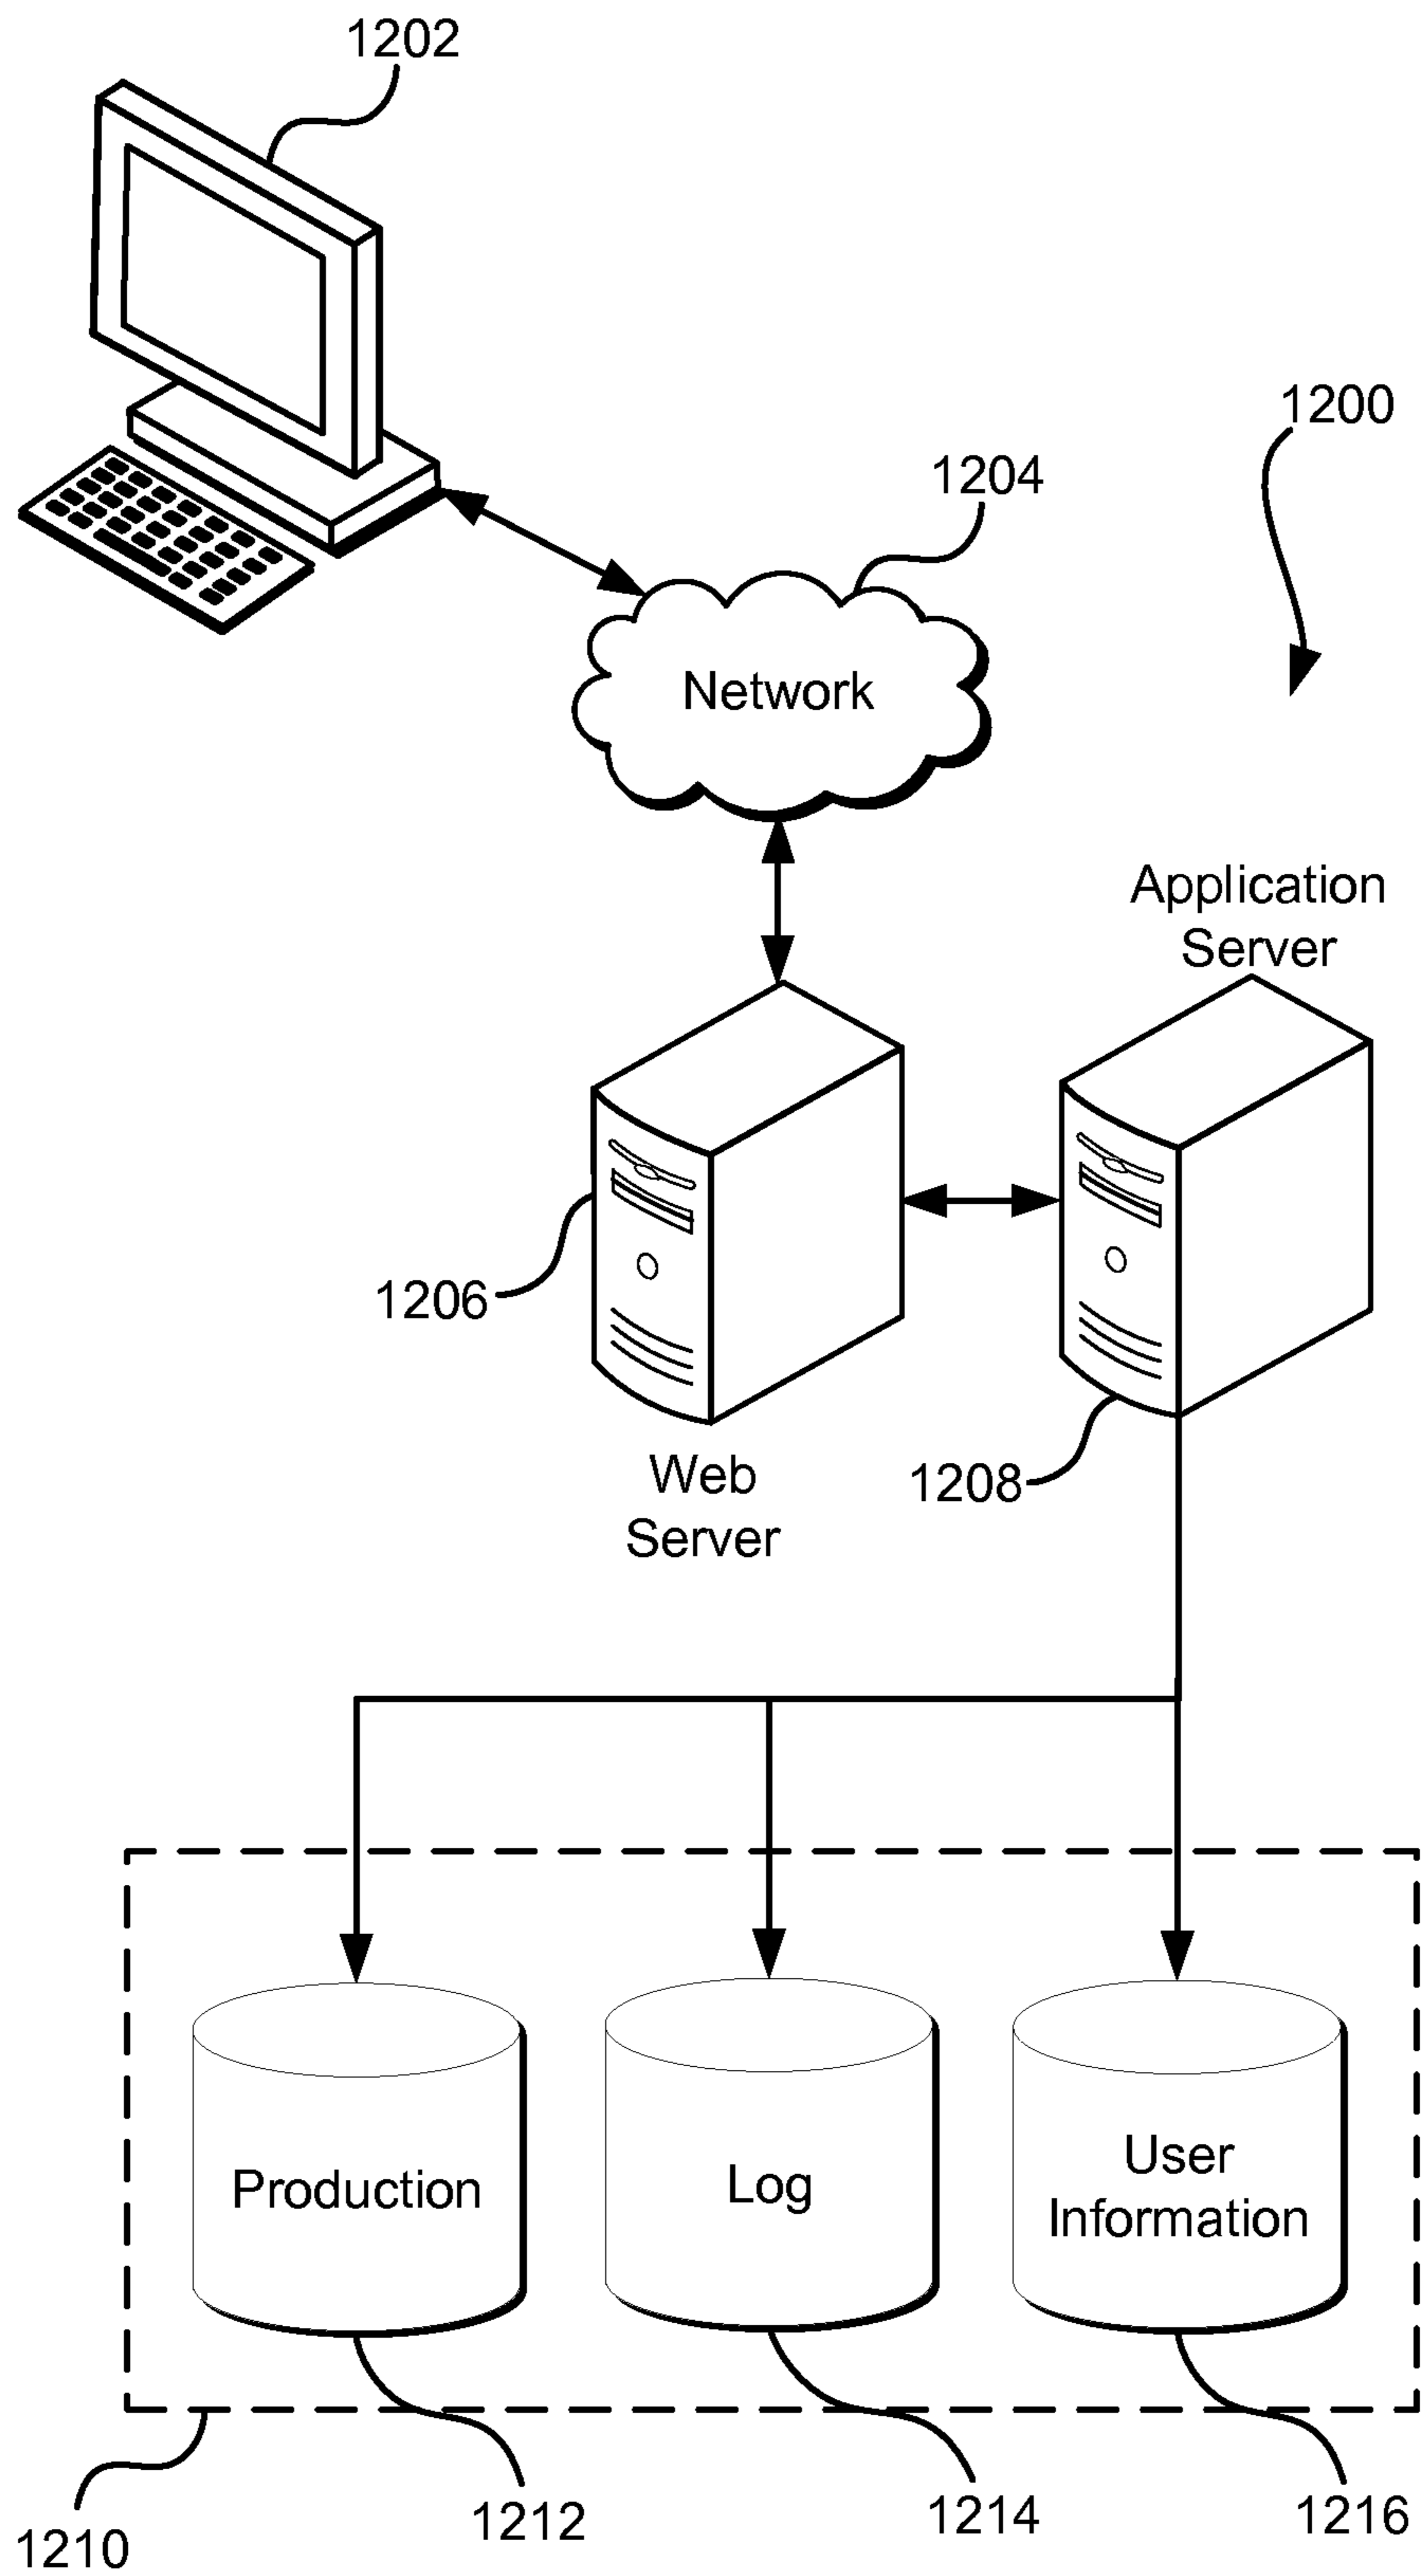 1202
1200
1204
Network
Application
Server
1206
Web
Server
1208
Production
Log
User
Information
1210
1212
1214
1216